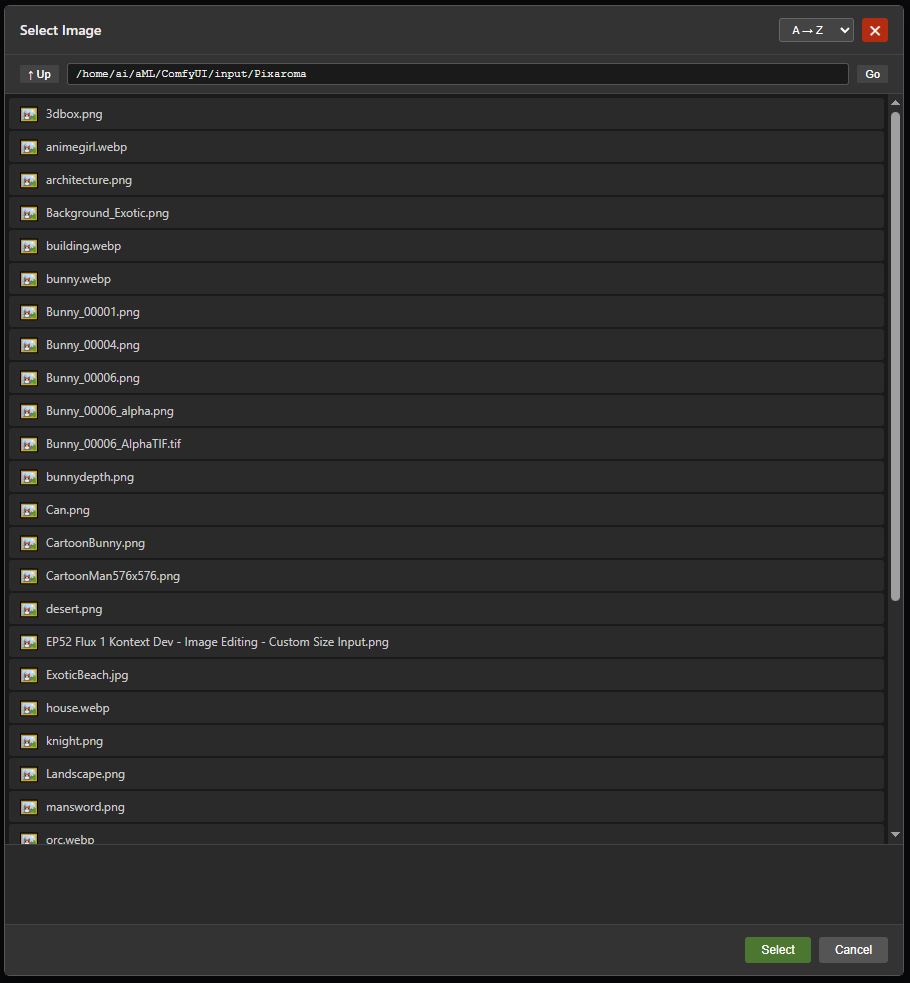 Select Image
A→Z
↑ Up
/home/ai/aML/ComfyUI/input/Pixaroma
Go
3dbox.png
animegirl.webp
architecture.png
Background_Exotic.png
building.webp
bunny.webp
Bunny_00001.png
Bunny_00004.png
Bunny_00006.png
Bunny_00006_alpha.png
Bunny_00006_AlphaTIF.tif
bunnydepth.png
Can.png
CartoonBunny.png
CartoonMan576x576.png
desert.png
EP52 Flux 1 Kontext Dev - Image Editing - Custom Size Input.png
ExoticBeach.jpg
house.webp
knight.png
Landscape.png
mansword.png
orc.webp
Select
Cancel